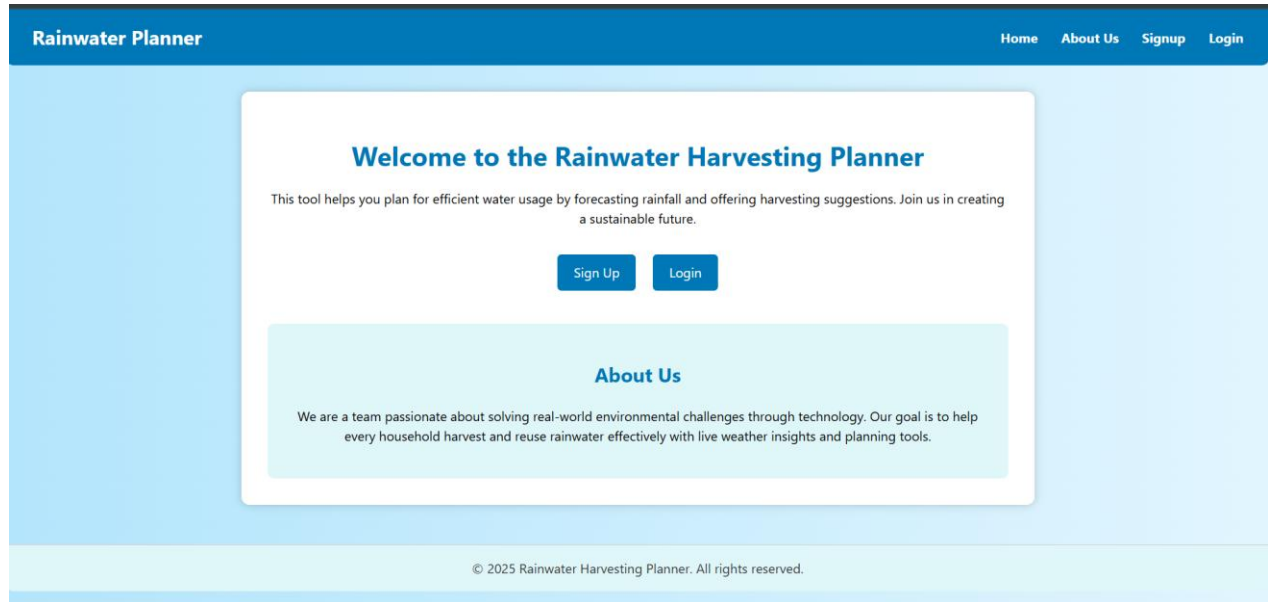 Rainwater Planner
Home About Us Signup Login
Welcome to the Rainwater Harvesting Planner
This tool helps you plan for efficient water usage by forecasting rainfall and offering harvesting suggestions. Join us in creating
a sustainable future.
Sign Up Login
About Us
We are a team passionate about solving real-world environmental challenges through technology. Our goal is to help
every household harvest and reuse rainwater effectively with live weather insights and planning tools.
© 2025 Rainwater Harvesting Planner. All rights reserved.